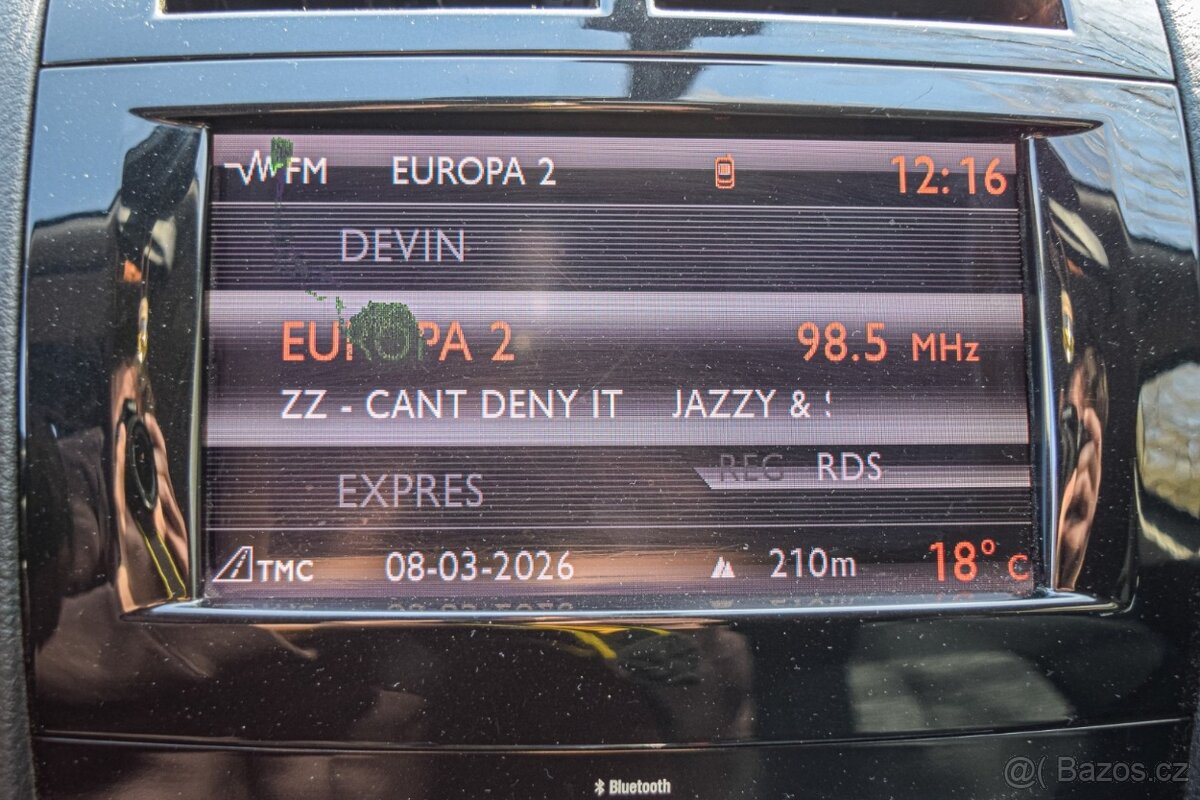 FM EUROPA 2 12:16
DEVIN
EUROPA 2 98.5 MHz
ZZ - CANT DENY IT JAZZY &
REG RDS
EXPRES
TMC 08-03-2026 210m 18° C
Bluetooth
@( Bazos.cz